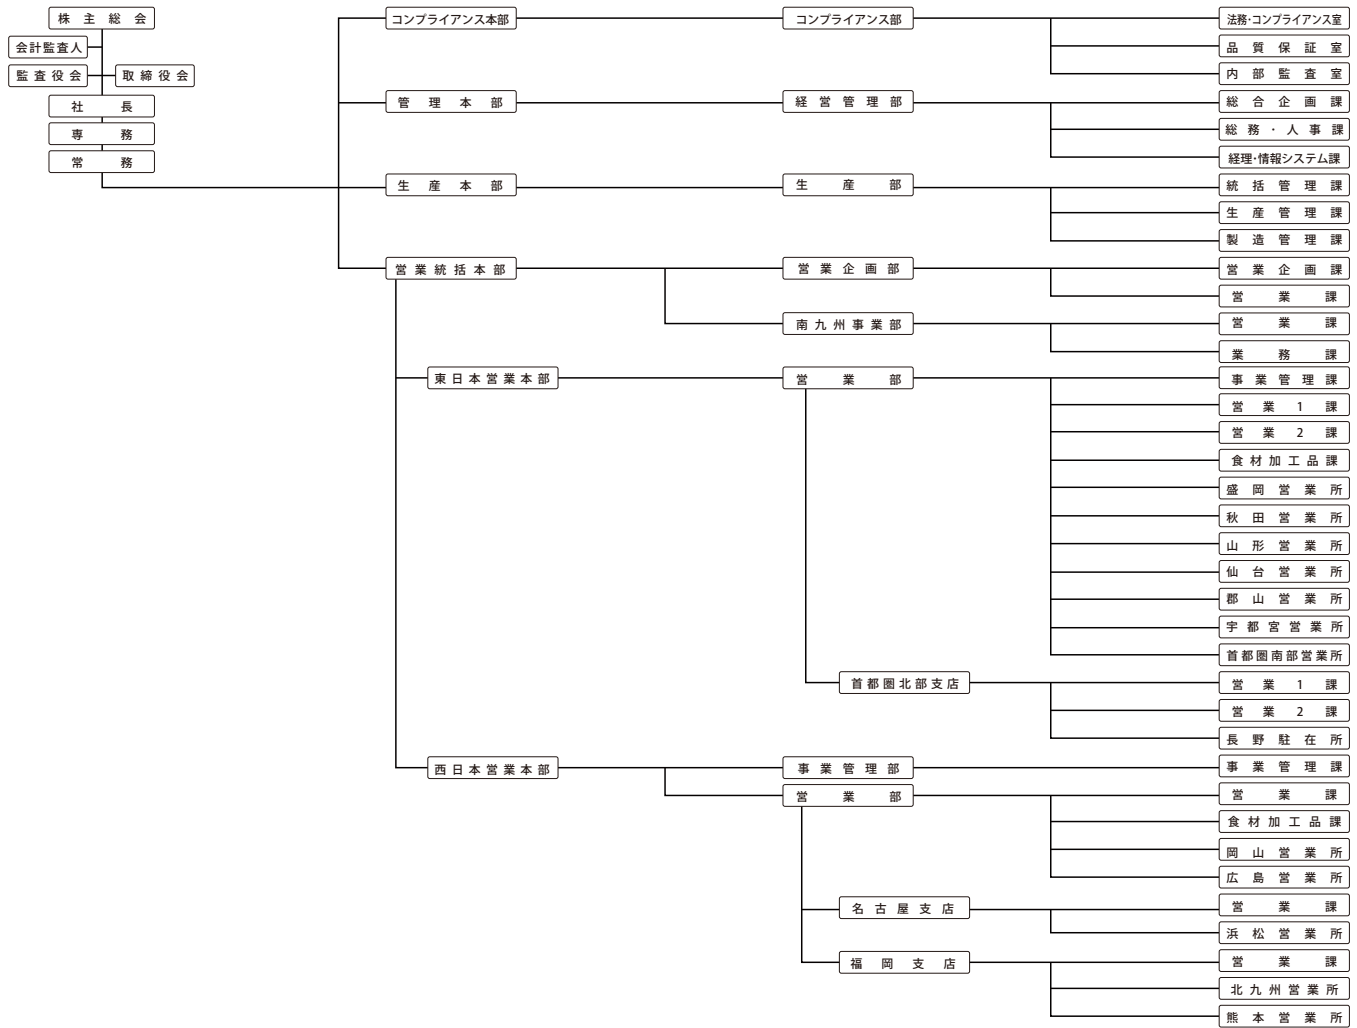 株主総会
会計監査人
監査役会
取締役会
社長
専務
常務
コンプライアンス本部
コンプライアンス部
法務・コンプライアンス室
品質保証室
内部監査室
管理本部
経営管理部
総合企画課
総務・人事課
経理・情報システム課
生産本部
生産部
統括管理課
生産管理課
製造管理課
営業統括本部
営業企画部
営業企画課
営業課
南九州事業部
営業課
業務課
東日本営業本部
営業部
事業管理課
営業1課
営業2課
食材加工品課
盛岡営業所
秋田営業所
山形営業所
仙台営業所
郡山営業所
宇都宮営業所
首都圏南部営業所
首都圏北部支店
営業1課
営業2課
長野駐在所
西日本営業本部
事業管理部
事業管理課
営業部
営業課
食材加工品課
岡山営業所
広島営業所
名古屋支店
営業課
浜松営業所
福岡支店
営業課
北九州営業所
熊本営業所